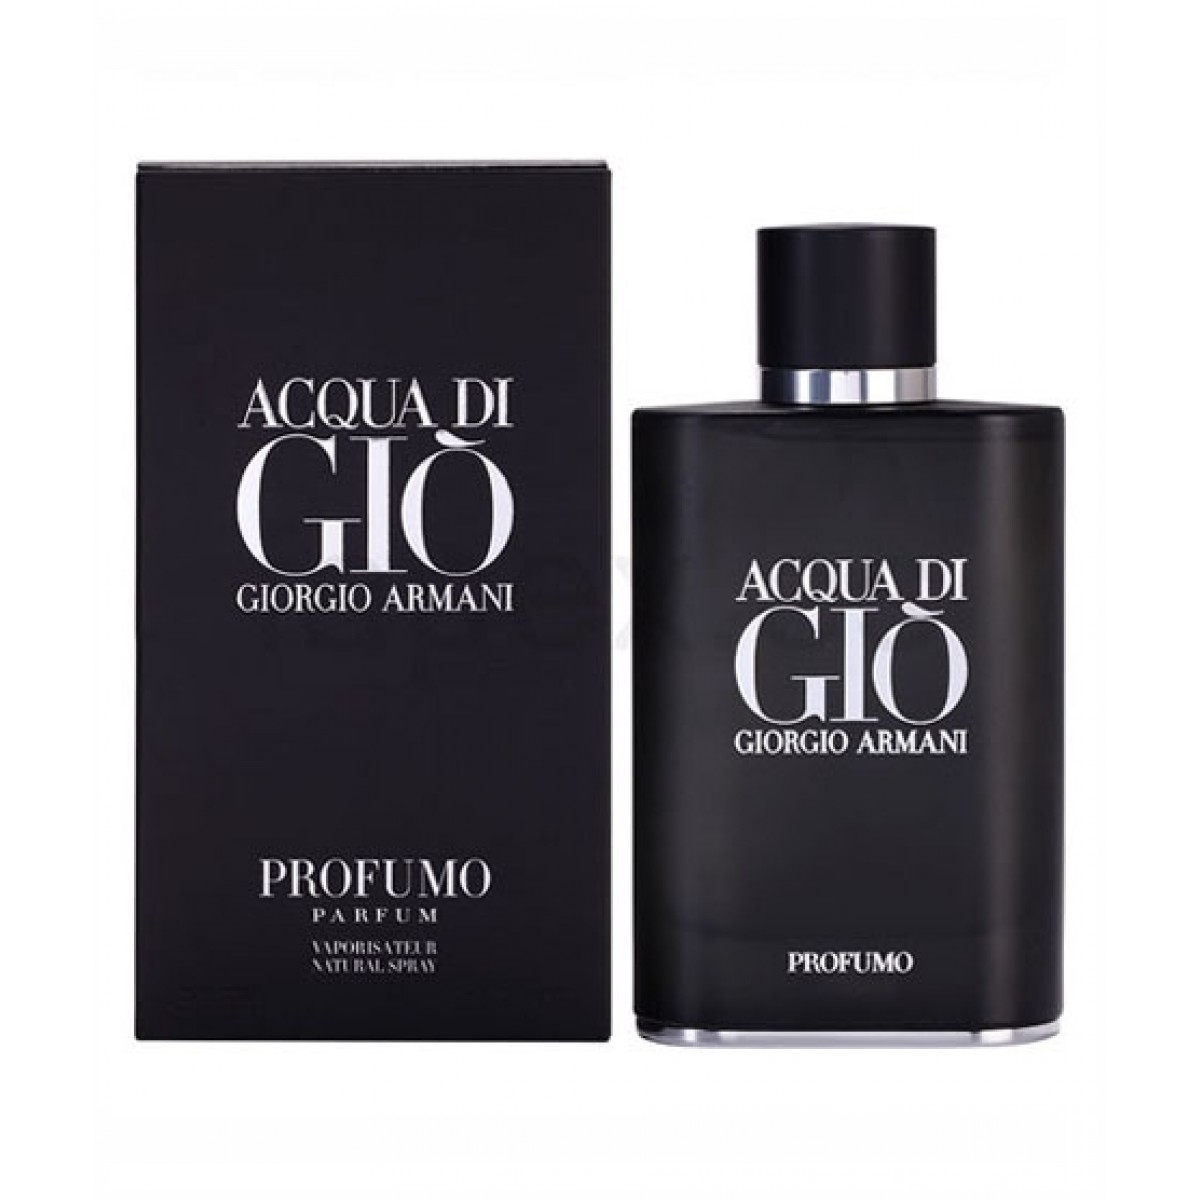 ACQUA DI
GIÒ
GIORGIO ARMANI
PROFUMO
PARFUM
VAPORISATEUR
NATURAL SPRAY
ACQUA DI
GIÒ
GIORGIO ARMANI
PROFUMO